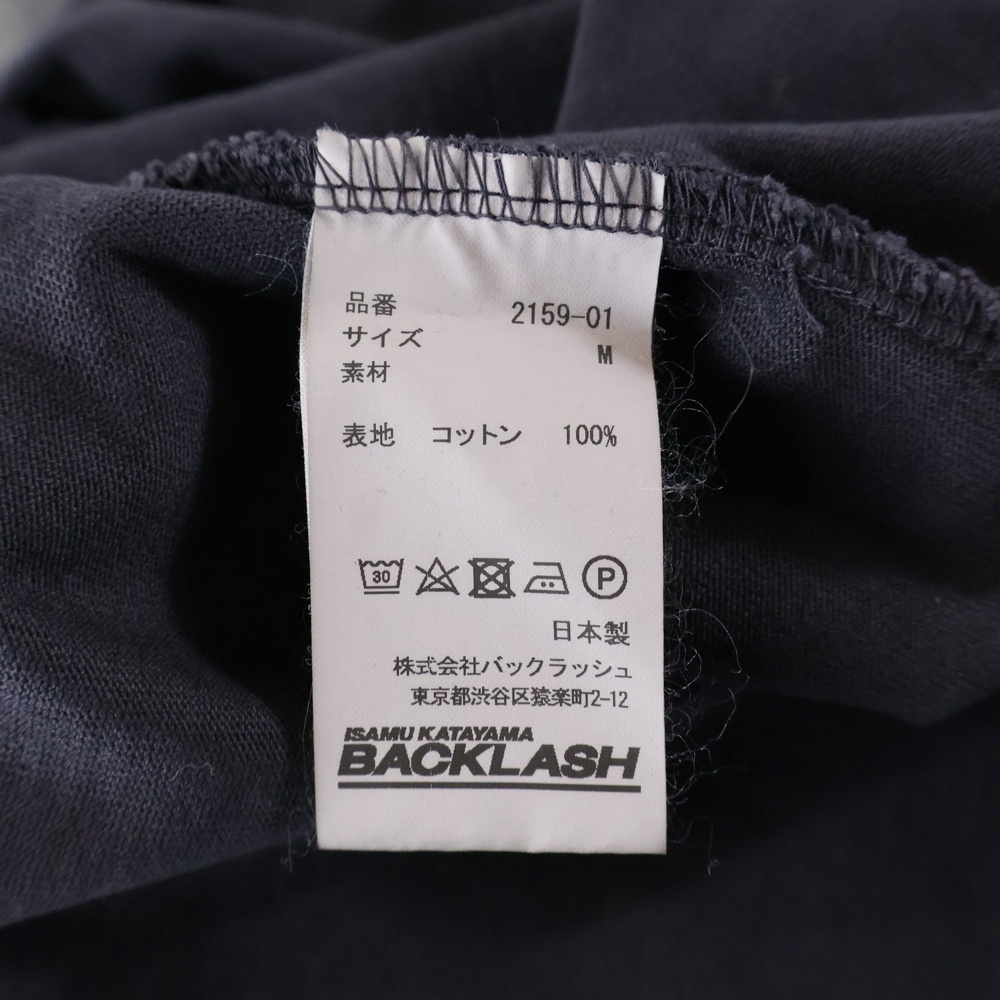 品番 2159-01
サイズ M
素材
表地 コットン 100%
30 P
日本製
株式会社バックラッシュ
東京都渋谷区猿楽町2-12
ISAMU KATAYAMA
BACKLASH